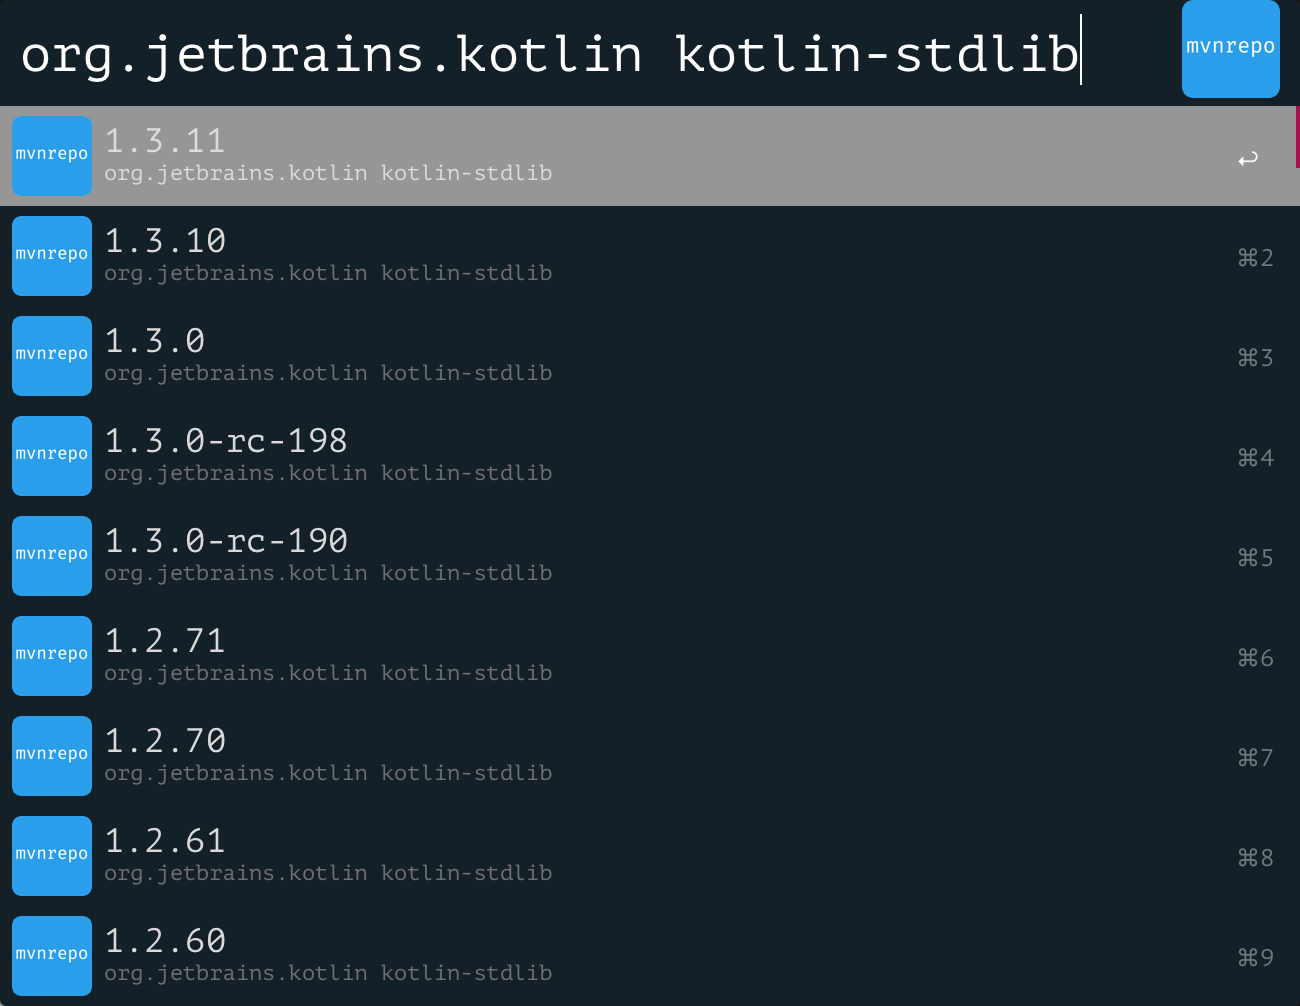 org.jetbrains.kotlin kotlin-stdlib
mvnrepo
mvnrepo
1.3.11
org.jetbrains.kotlin kotlin-stdlib
↩
mvnrepo
1.3.10
org.jetbrains.kotlin kotlin-stdlib
⌘2
mvnrepo
1.3.0
org.jetbrains.kotlin kotlin-stdlib
⌘3
mvnrepo
1.3.0-rc-198
org.jetbrains.kotlin kotlin-stdlib
⌘4
mvnrepo
1.3.0-rc-190
org.jetbrains.kotlin kotlin-stdlib
⌘5
mvnrepo
1.2.71
org.jetbrains.kotlin kotlin-stdlib
⌘6
mvnrepo
1.2.70
org.jetbrains.kotlin kotlin-stdlib
⌘7
mvnrepo
1.2.61
org.jetbrains.kotlin kotlin-stdlib
⌘8
mvnrepo
1.2.60
org.jetbrains.kotlin kotlin-stdlib
⌘9